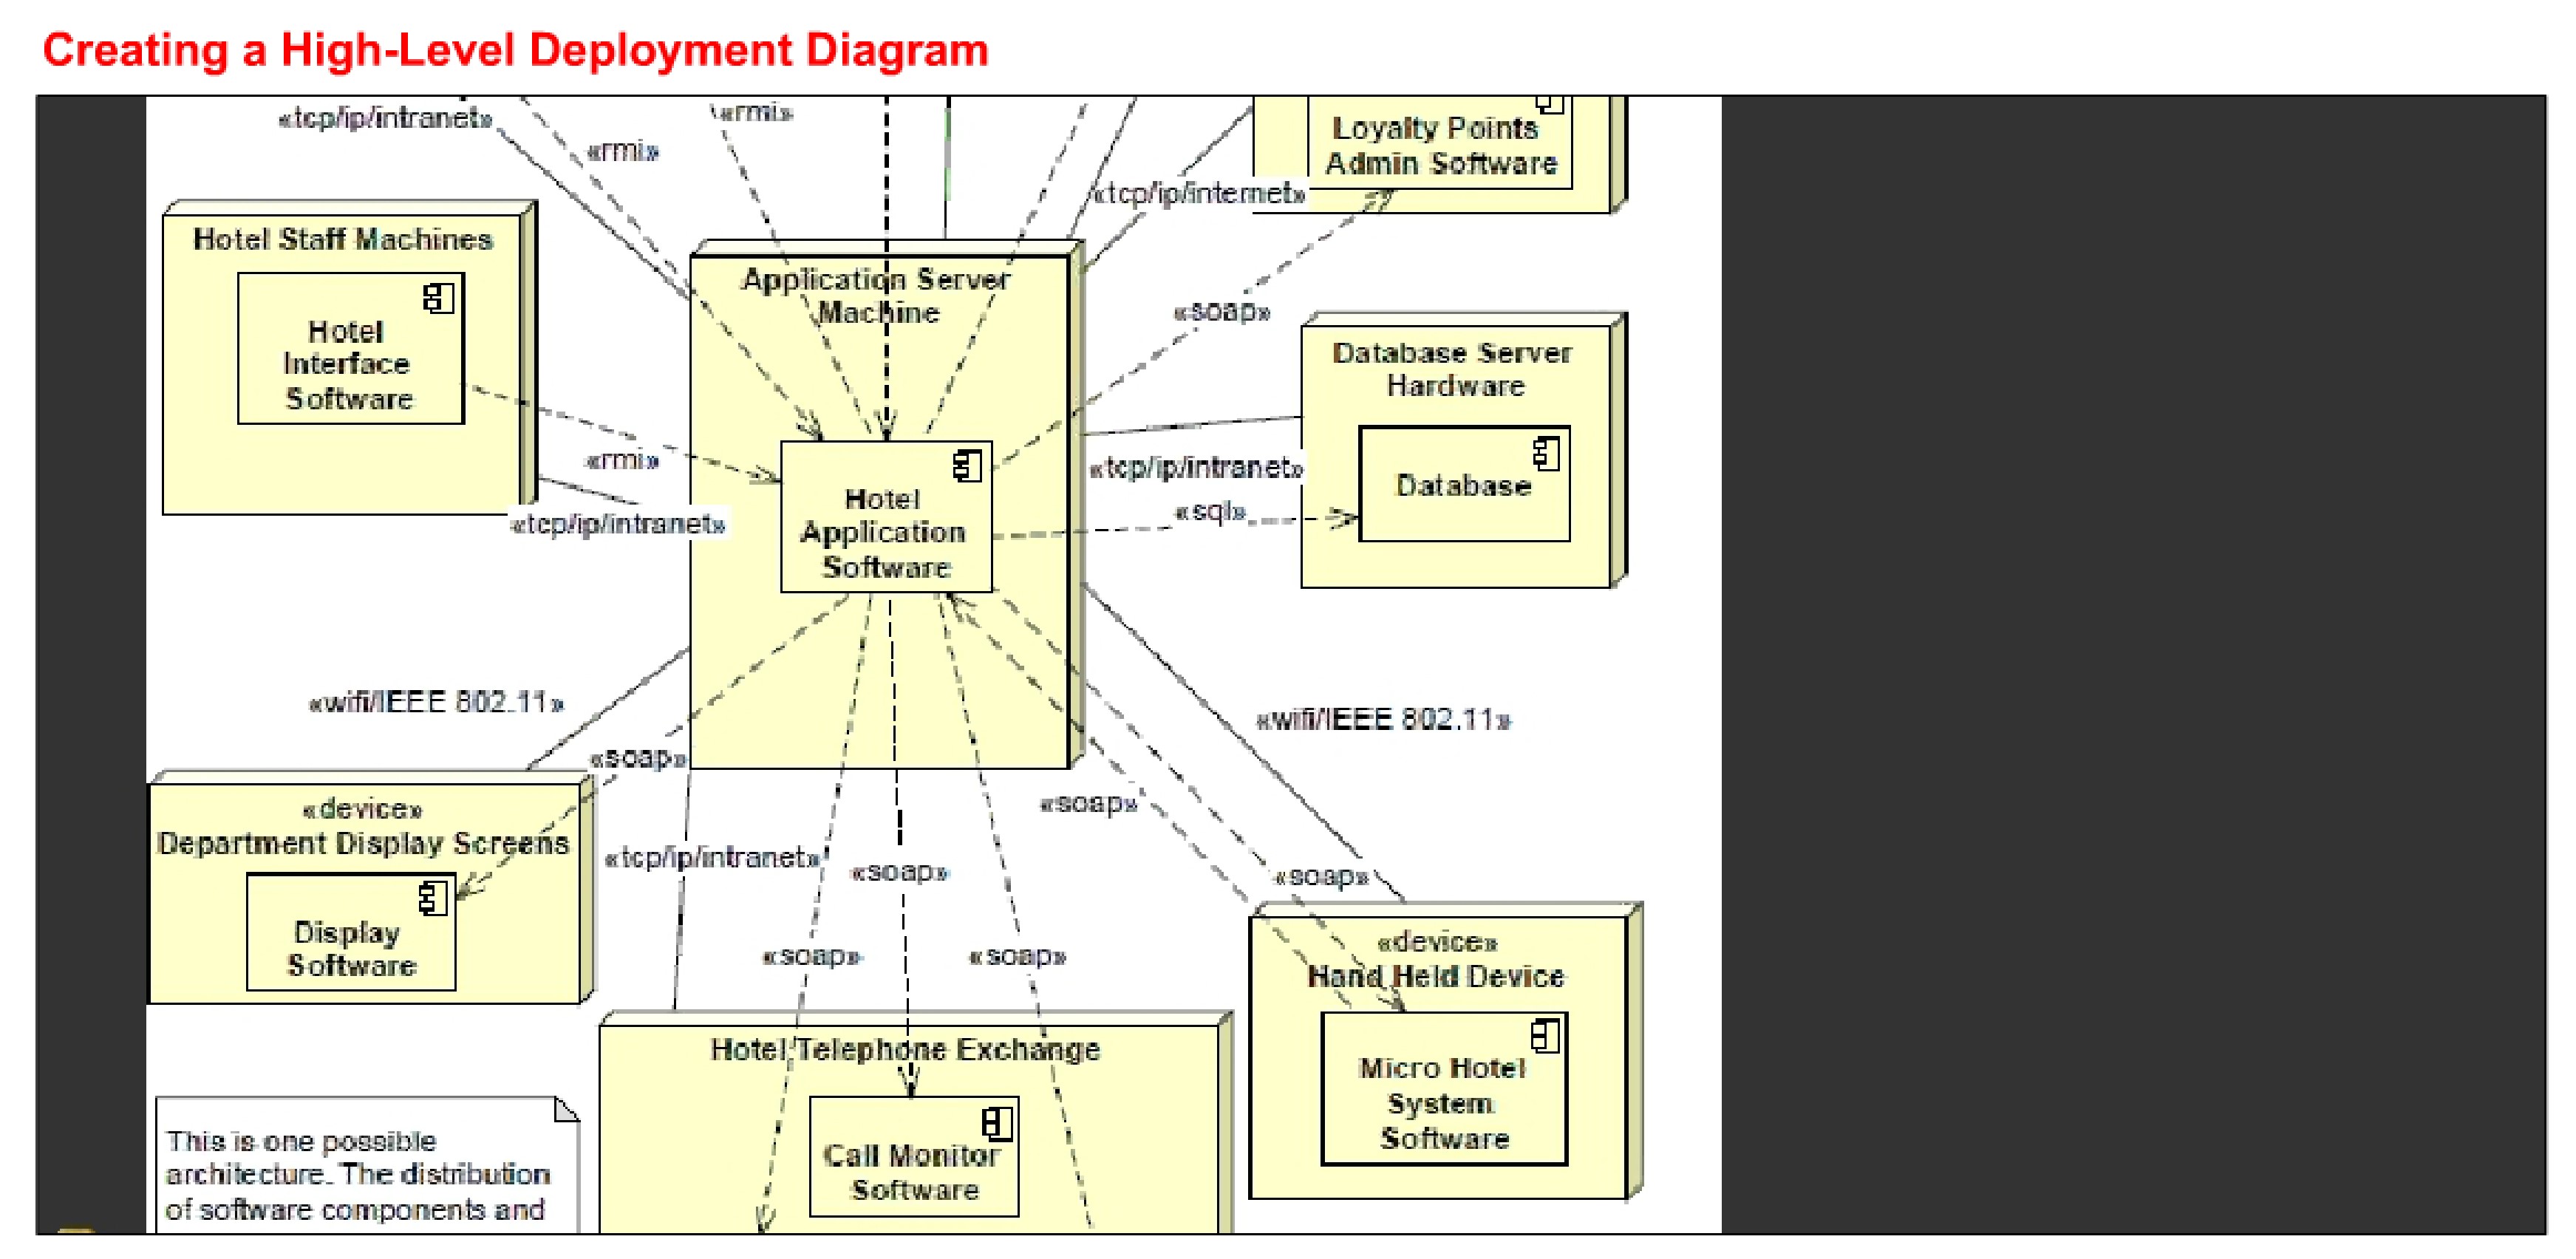 Creating a High-Level Deployment Diagram
«tcp/ip/intranet»
«rmi»
«rmi»
Loyalty Points
Admin Software
«tcp/ip/internet»
Hotel Staff Machines
Hotel
Interface
Software
Application Server
Machine
«soap»
Database Server
Hardware
«rmi»
«tcp/ip/intranet»
Database
Hotel
Application
Software
«sql»
«tcp/ip/intranet»
«wifi/IEEE 802.11»
«wifi/IEEE 802.11»
«soap»
«device»
Department Display Screens
Display
Software
«soap»
«tcp/ip/intranet»
«soap»
«soap»
«soap»
«soap»
«device»
Hand Held Device
Micro Hotel
System
Software
Hotel Telephone Exchange
Call Monitor
Software
This is one possible
architecture. The distribution
of software components and